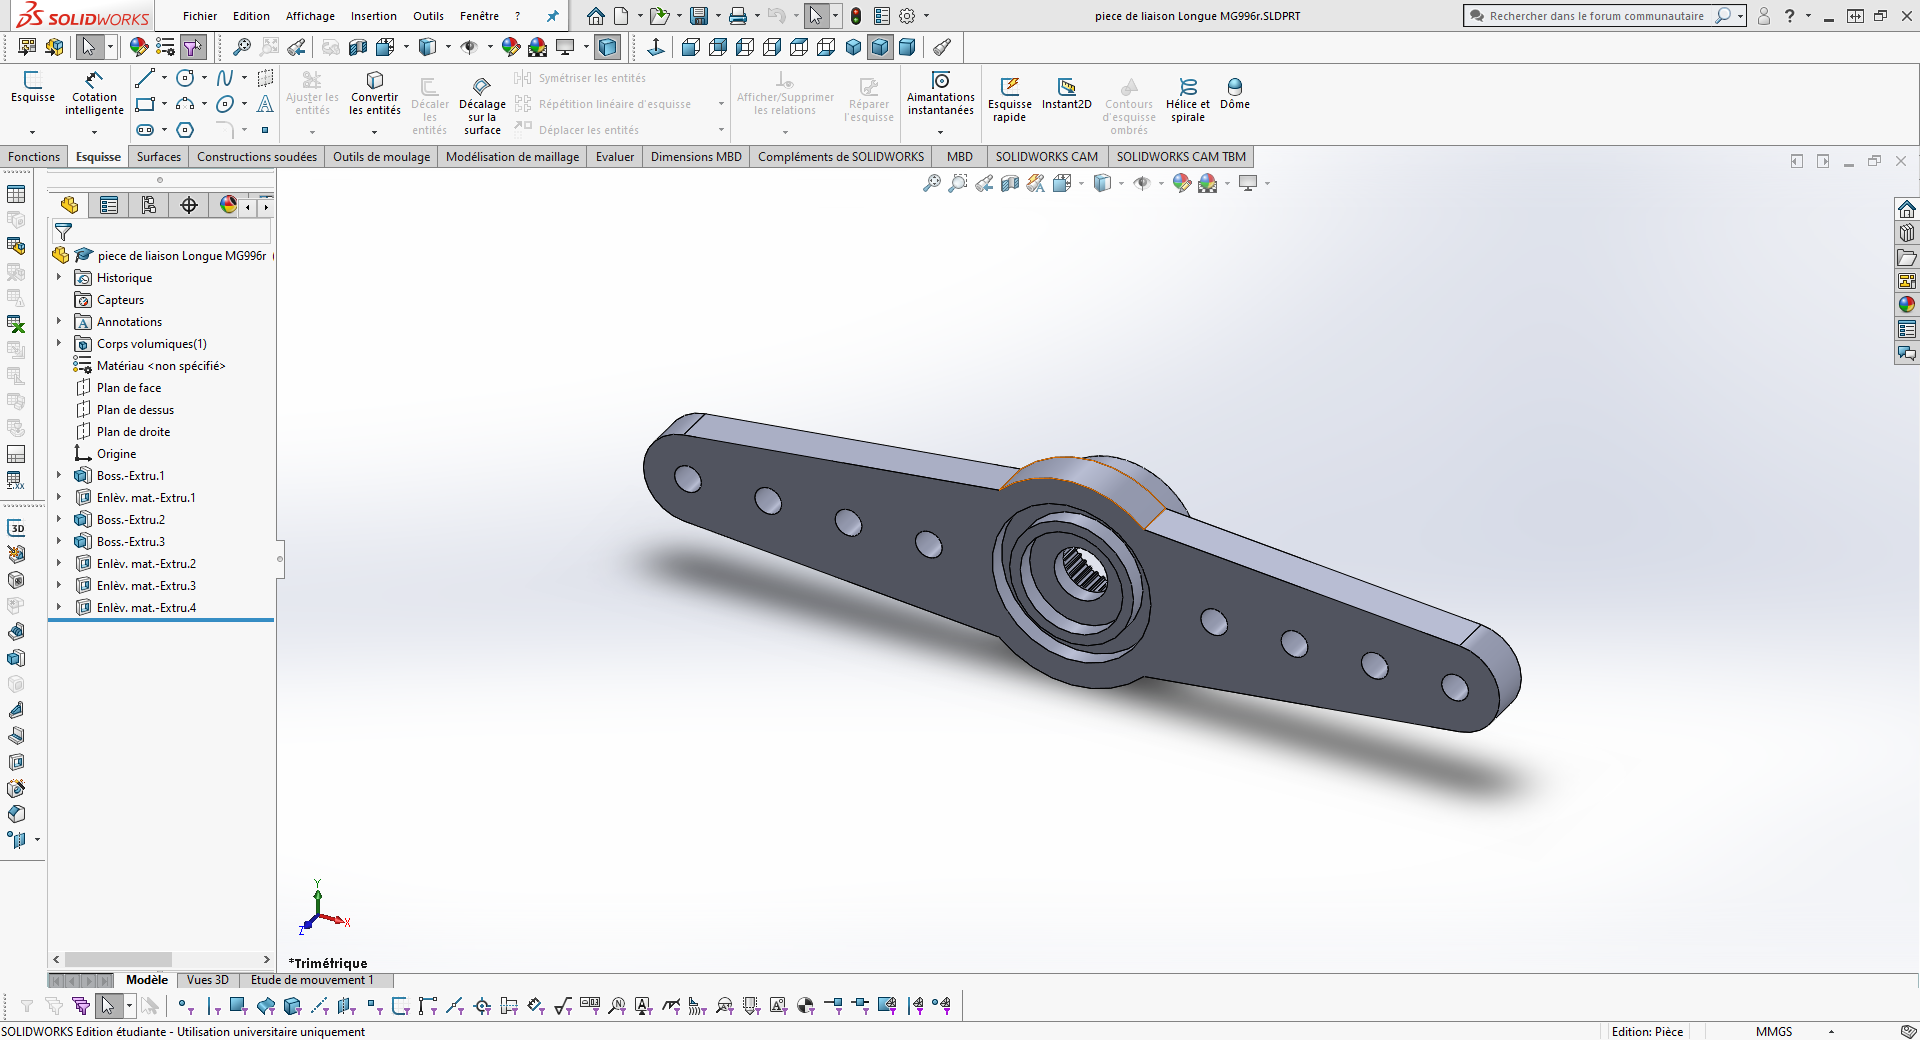 SOLIDWORKS
Fichier Edition Affichage Insertion Outils Fenêtre ?
piece de liaison Longue MG996r.SLDPRT
Rechercher dans le forum communautaire
?
Esquisse
Cotation intelligente
Ajuster les entités
Convertir les entités
Décaler les entités
Décalage sur la surface
Symétriser les entités
Répétition linéaire d'esquisse
Déplacer les entités
Afficher/Supprimer les relations
Réparer l'esquisse
Aimantations instantanées
Esquisse rapide
Instant2D
Contours d'esquisse ombrés
Hélice et spirale
Dôme
Fonctions Esquisse Surfaces Constructions soudées Outils de moulage Modélisation de maillage Evaluer Dimensions MBD Compléments de SOLIDWORKS MBD SOLIDWORKS CAM SOLIDWORKS CAM TBM
piece de liaison Longue MG996r (
Historique
Capteurs
Annotations
Corps volumiques(1)
Matériau <non spécifié>
Plan de face
Plan de dessus
Plan de droite
Origine
Boss.-Extru.1
Enlèv. mat.-Extru.1
Boss.-Extru.2
Boss.-Extru.3
Enlèv. mat.-Extru.2
Enlèv. mat.-Extru.3
Enlèv. mat.-Extru.4
3D
Y
X
Z
*Trimétrique
Modèle Vues 3D Etude de mouvement 1
SOLIDWORKS Edition étudiante - Utilisation universitaire uniquement
Edition: Pièce
MMGS